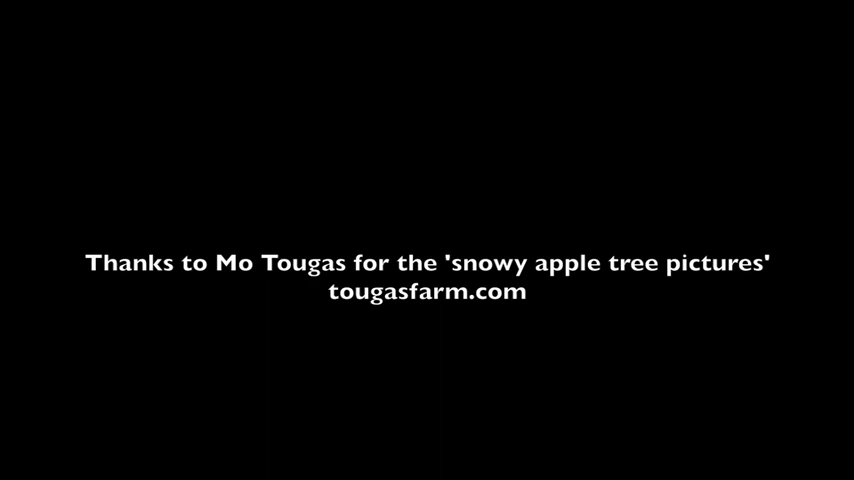 Thanks to Mo Tougas for the 'snowy apple tree pictures'
tougasfarm.com